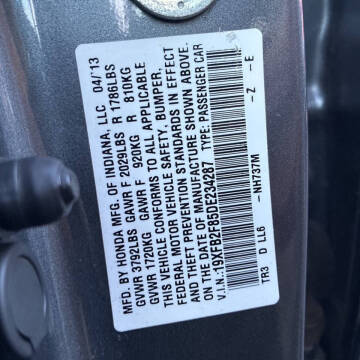 MFD. BY HONDA MFG. OF INDIANA, LLC 04/'13
GVWR 3792LBS GAWR F 2029LBS R 1786LBS
GVWR 1720KG GAWR F 920KG R 810KG
THIS VEHICLE CONFORMS TO ALL APPLICABLE
FEDERAL MOTOR VEHICLE SAFETY, BUMPER,
AND THEFT PREVENTION STANDARDS IN EFFECT
ON THE DATE OF MANUFACTURE SHOWN ABOVE.
V.I.N.:19XFB2F85DE234287 TYPE: PASSENGER CAR
NH737M - Z - E
TR3 D LL6